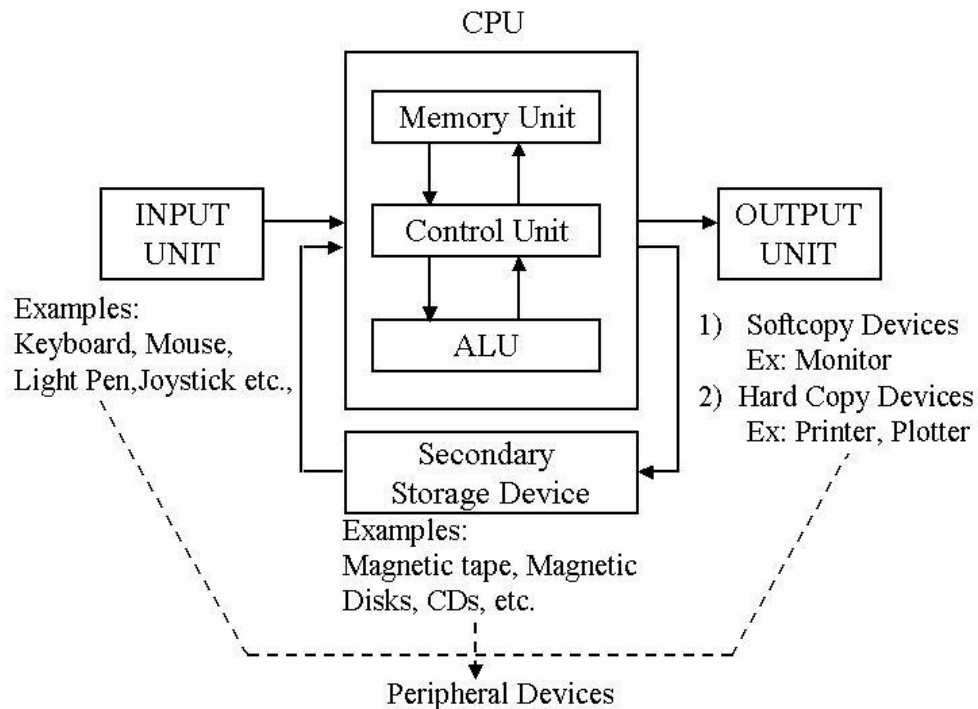 CPU
Memory Unit
Control Unit
ALU
INPUT
UNIT
Examples:
Keyboard, Mouse,
Light Pen,Joystick etc.,
OUTPUT
UNIT
1) Softcopy Devices
Ex: Monitor
2) Hard Copy Devices
Ex: Printer, Plotter
Secondary
Storage Device
Examples:
Magnetic tape, Magnetic
Disks, CDs, etc.
Peripheral Devices